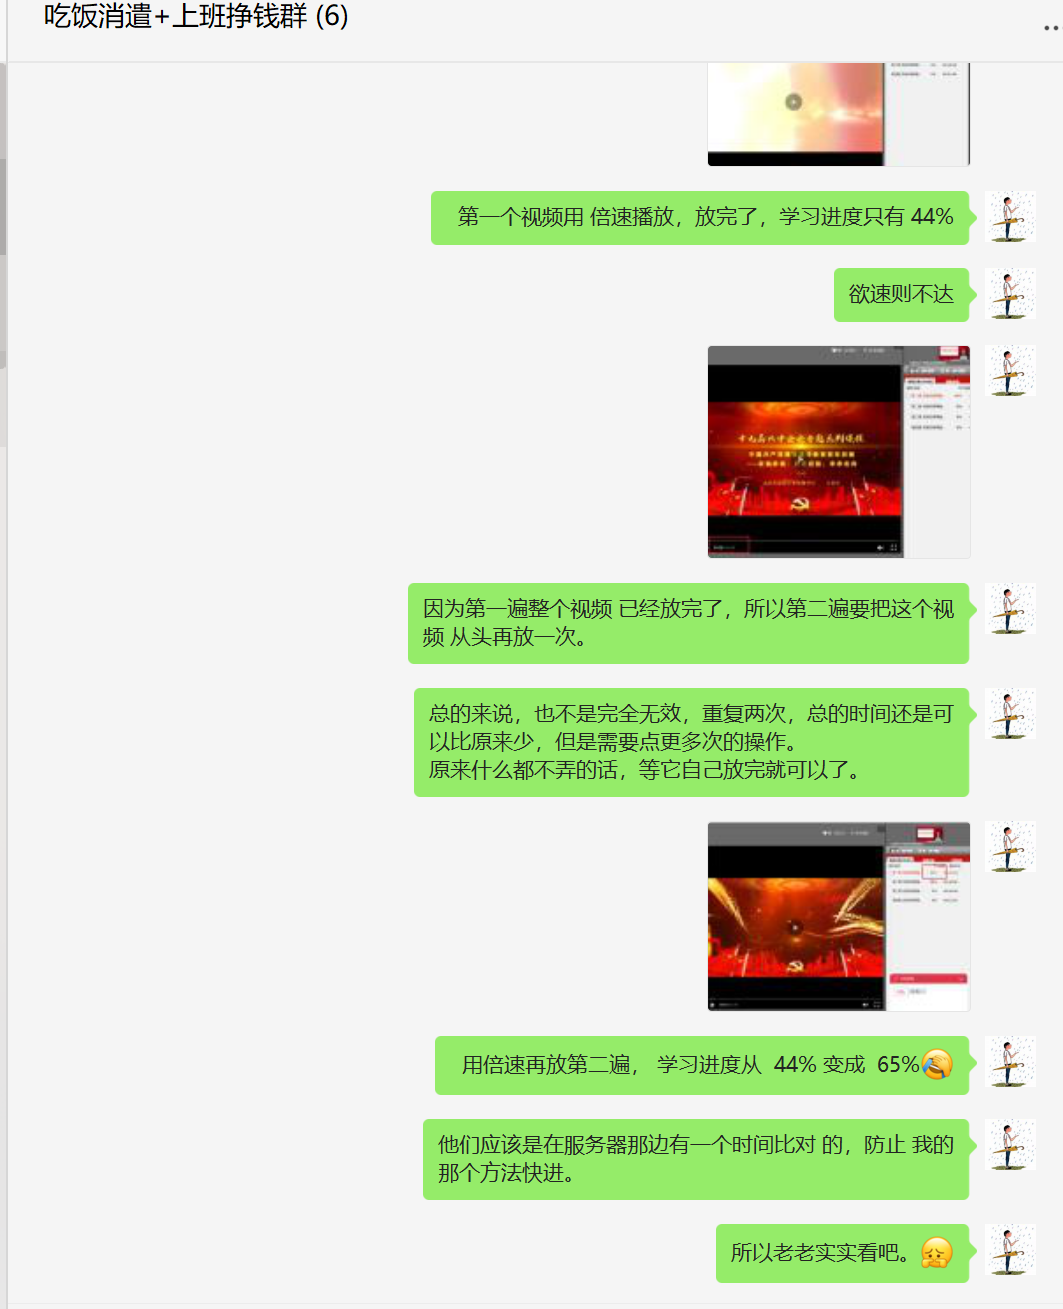 吃饭消遣+上班挣钱群 (6)
第一个视频用 倍速播放，放完了，学习进度只有 44%
欲速则不达
因为第一遍整个视频 已经放完了，所以第二遍要把这个视
频 从头再放一次。
总的来说，也不是完全无效，重复两次，总的时间还是可
以比原来少，但是需要点更多次的操作。
原来什么都不弄的话，等它自己放完就可以了。
用倍速再放第二遍， 学习进度从 44% 变成 65%😂
他们应该是在服务器那边有一个时间比对 的，防止 我的
那个方法快进。
所以老老实实看吧。